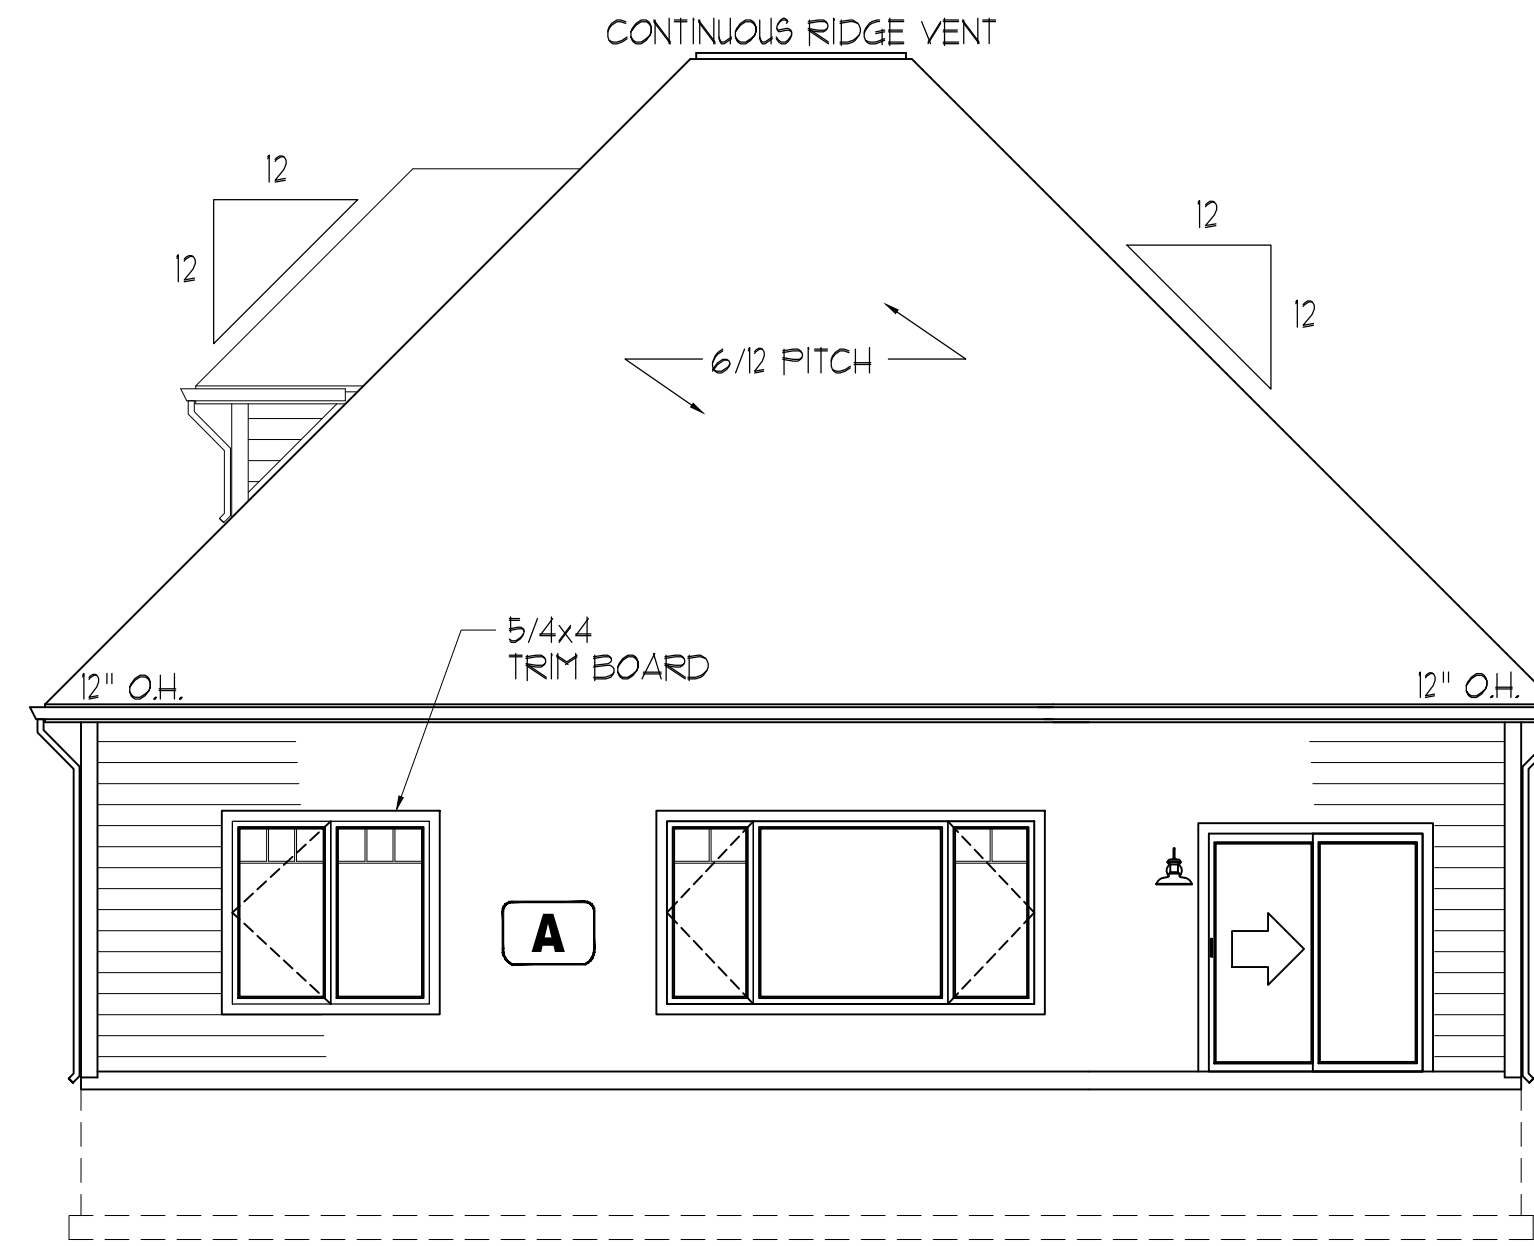 CONTINUOUS RIDGE VENT
12
12
12
12
6/12 PITCH
5/4x4
TRIM BOARD
12" O.H.
12" O.H.
A